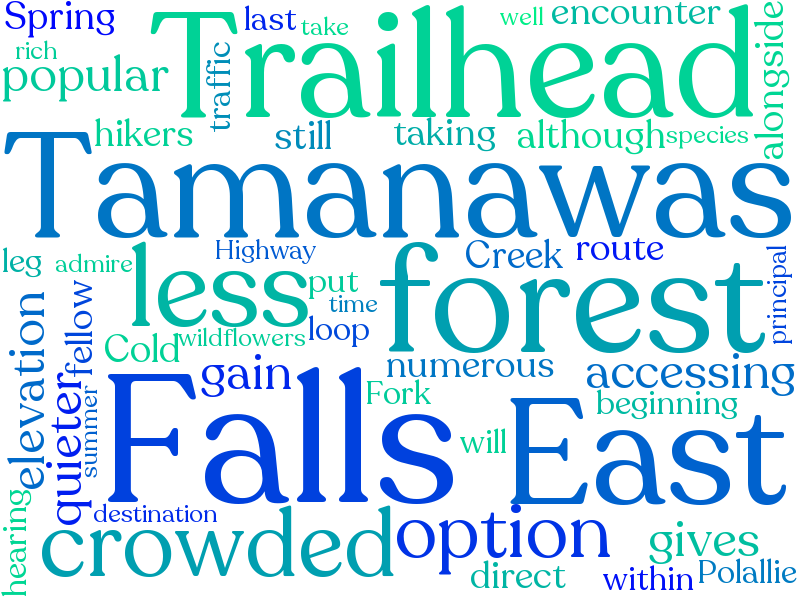 Spring last take well encounter
Trailhead
rich
popular
traffic
alongside
hikers still taking although species
Tamanawas
leg admire Highway Creek route
less put forest
principal
time
loop
Cold wildflowers
elevation
fellow
quieter
summer
gain numerous accessing
Falls Fork East beginning
will
hearing
destination
crowded option gives
direct within Polallie